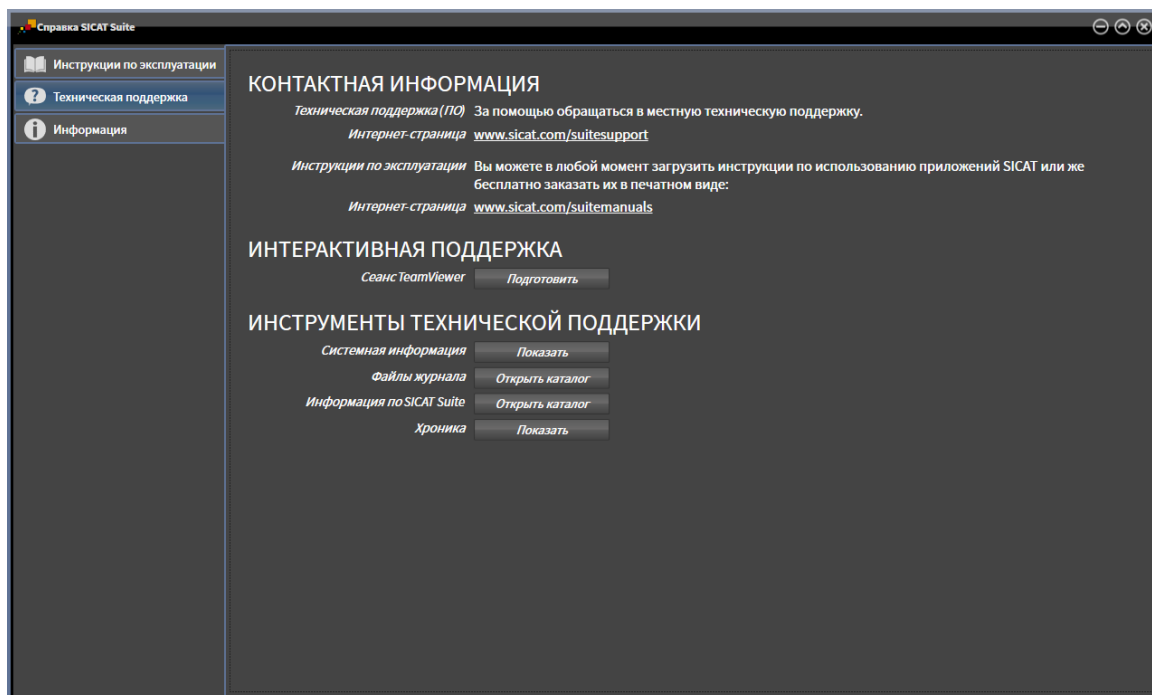 Справка SICAT Suite
Инструкции по эксплуатации
Техническая поддержка
Информация
КОНТАКТНАЯ ИНФОРМАЦИЯ
Техническая поддержка (ПО) За помощью обращаться в местную техническую поддержку.
Интернет-страница www.sicat.com/suitesupport
Инструкции по эксплуатации Вы можете в любой момент загрузить инструкции по использованию приложений SICAT или же
бесплатно заказать их в печатном виде:
Интернет-страница www.sicat.com/suitemanuals
ИНТЕРАКТИВНАЯ ПОДДЕРЖКА
Сеанс TeamViewer Подготовить
ИНСТРУМЕНТЫ ТЕХНИЧЕСКОЙ ПОДДЕРЖКИ
Системная информация Показать
Файлы журнала Открыть каталог
Информация по SICAT Suite Открыть каталог
Хроника Показать